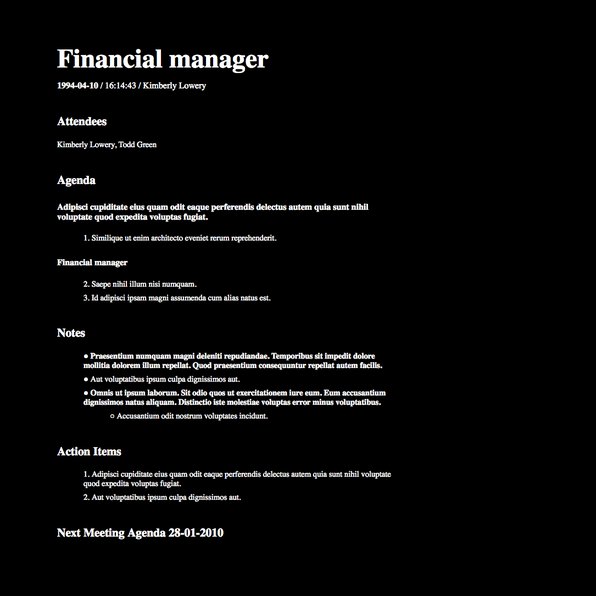 Financial manager
1994-04-10 / 16:14:43 / Kimberly Lowery
Attendees
Kimberly Lowery, Todd Green
Agenda
Adipisci cupiditate eius quam odit eaque perferendis delectus autem quia sunt nihil
voluptate quod expedita voluptas fugiat.
1. Similique ut enim architecto eveniet rerum reprehenderit.
Financial manager
2. Saepe nihil illum nisi numquam.
3. Id adipisci ipsam magni assumenda cum alias natus est.
Notes
● Praesentium numquam magni deleniti repudiandae. Temporibus sit impedit dolore
mollitia dolorem illum repellat. Quod praesentium consequuntur repellat autem facilis.
● Aut voluptatibus ipsum culpa dignissimos aut.
● Omnis ut ipsum laborum. Sit odio quos ut exercitationem iure eum. Eum accusantium
dignissimos natus aliquam. Distinctio iste molestiae voluptas error minus voluptatibus.
○ Accusantium odit nostrum voluptates incidunt.
Action Items
1. Adipisci cupiditate eius quam odit eaque perferendis delectus autem quia sunt nihil voluptate
quod expedita voluptas fugiat.
2. Aut voluptatibus ipsum culpa dignissimos aut.
Next Meeting Agenda 28-01-2010